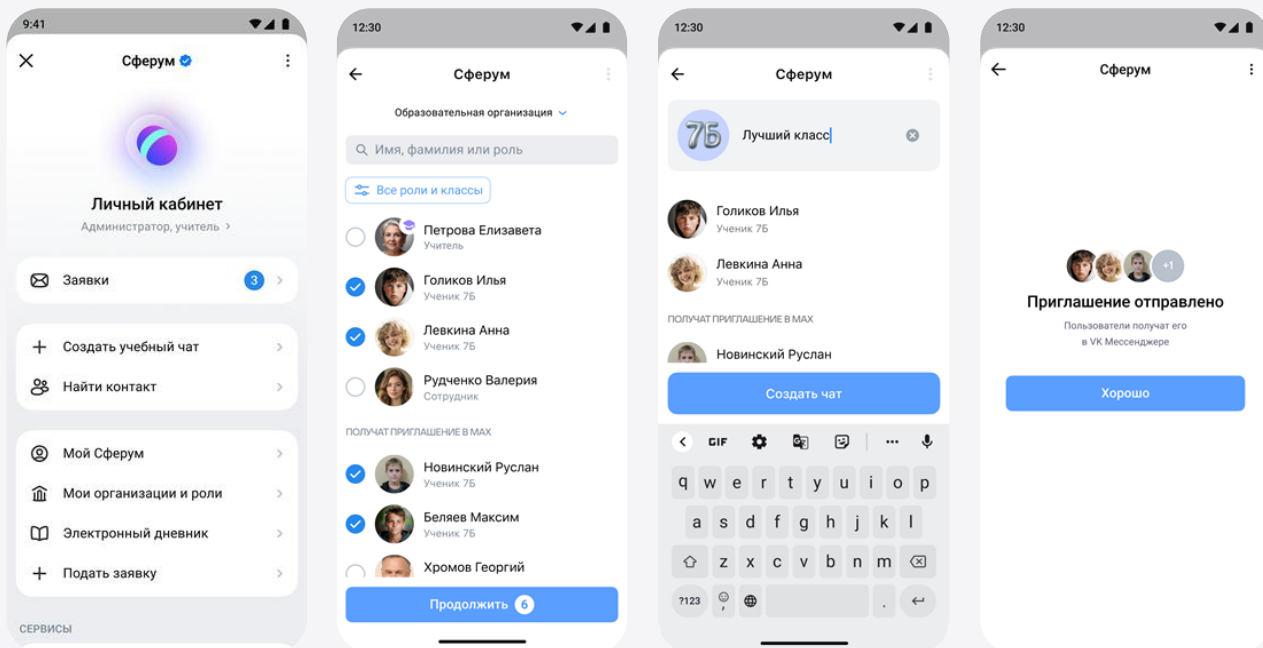 9:41
Сферум
Личный кабинет
Администратор, учитель
Заявки
3
Создать учебный чат
Найти контакт
Мой Сферум
Мои организации и роли
Электронный дневник
Подать заявку
СЕРВИСЫ
12:30
Сферум
Образовательная организация
Имя, фамилия или роль
Все роли и классы
Петрова Елизавета
Учитель
Голиков Илья
Ученик 7Б
Левкина Анна
Ученик 7Б
Рудченко Валерия
Сотрудник
ПОЛУЧАТ ПРИГЛАШЕНИЕ В MAX
Новинский Руслан
Ученик 7Б
Беляев Максим
Ученик 7Б
Хромов Георгий
Продолжить 6
12:30
Сферум
7Б
Лучший класс
Голиков Илья
Ученик 7Б
Левкина Анна
Ученик 7Б
ПОЛУЧАТ ПРИГЛАШЕНИЕ В MAX
Новинский Руслан
Создать чат
GIF
q w e r t y u i o p
a s d f g h j k l
z x c v b n m
?123 , .
12:30
Сферум
+1
Приглашение отправлено
Пользователи получат его
в VK Мессенджере
Хорошо